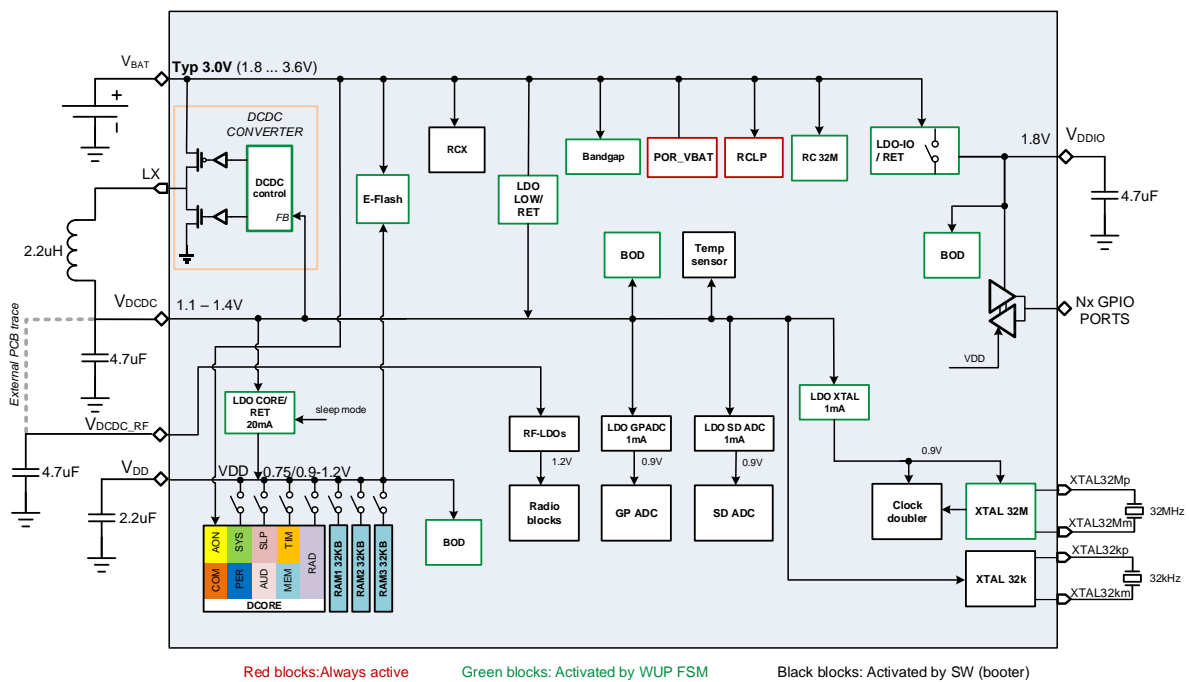 V_BAT
Typ 3.0V (1.8 ... 3.6V)
+
DCDC
CONVERTER
DCDC
control
FB
LX
2.2uH
RCX
E-Flash
LDO
LOW/
RET
Bandgap
POR_VBAT
RCLP
RC 32M
LDO-IO
/ RET
1.8V
V_DDIO
4.7uF
BOD
Temp
sensor
BOD
Nx GPIO
PORTS
VDD
V_DCDC
1.1 – 1.4V
External PCB trace
4.7uF
LDO CORE/
RET
20mA
sleep mode
V_DCDC_RF
4.7uF
RF-LDOs
1.2V
LDO GPADC
1mA
0.9V
LDO SD ADC
1mA
0.9V
LDO XTAL
1mA
0.9V
V_DD
VDD 0.75/0.9-1.2V
2.2uF
AON
SYS
SLP
TIM
RAD
COM
PER
AUD
MEM
DCORE
RAM1 32KB
RAM2 32KB
RAM3 32KB
BOD
Radio
blocks
GP ADC
SD ADC
Clock
doubler
XTAL 32M
XTAL 32k
XTAL32Mp
XTAL32Mm
32MHz
XTAL32kp
XTAL32km
32kHz
Red blocks:Always active
Green blocks: Activated by WUP FSM
Black blocks: Activated by SW (booter)